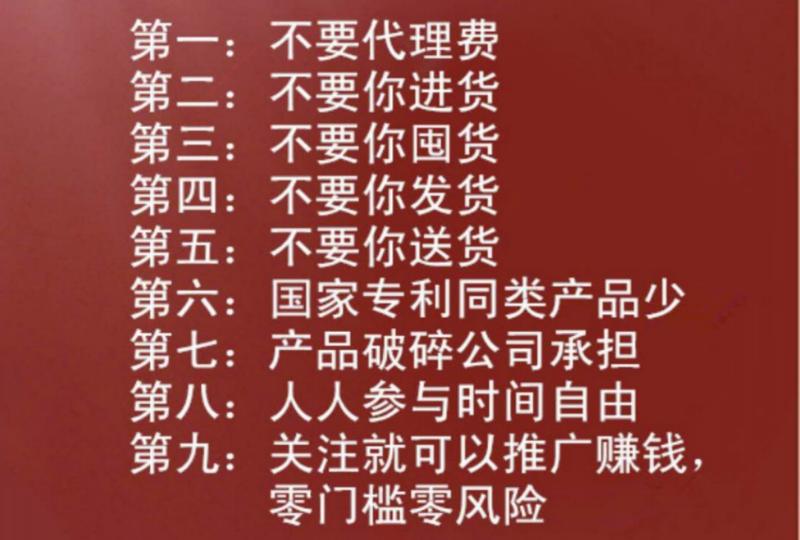 第一：不要代理费
第二：不要你进货
第三：不要你囤货
第四：不要你发货
第五：不要你送货
第六：国家专利同类产品少
第七：产品破碎公司承担
第八：人人参与时间自由
第九：关注就可以推广赚钱，
零门槛零风险